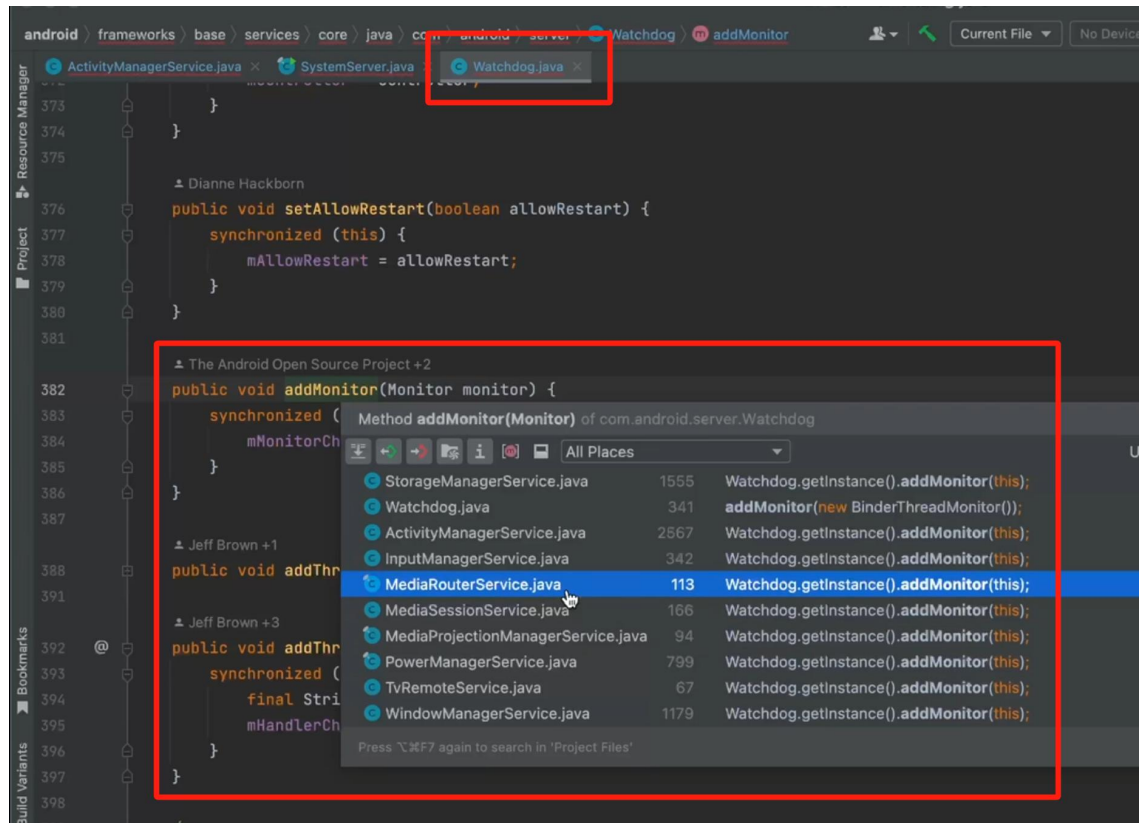 android frameworks base services core java com android server Watchdog addMonitor Current File No Device
ActivityManagerService.java SystemServer.java Watchdog.java
373 }
374 }
375
Dianne Hackborn
376 public void setAllowRestart(boolean allowRestart) {
377 synchronized (this) {
378 mAllowRestart = allowRestart;
379 }
380 }
381
The Android Open Source Project +2
382 public void addMonitor(Monitor monitor) {
383 synchronized (
384 mMonitorCh
385 }
386 }
387
Jeff Brown +1
388 public void addThr
391
Jeff Brown +3
392 @ public void addThr
393 synchronized (
394 final Stri
395 mHandlerCh
396 }
397 }
398
Method addMonitor(Monitor) of com.android.server.Watchdog
All Places U
StorageManagerService.java 1555 Watchdog.getInstance().addMonitor(this);
Watchdog.java 341 addMonitor(new BinderThreadMonitor());
ActivityManagerService.java 2567 Watchdog.getInstance().addMonitor(this);
InputManagerService.java 342 Watchdog.getInstance().addMonitor(this);
MediaRouterService.java 113 Watchdog.getInstance().addMonitor(this);
MediaSessionService.java 166 Watchdog.getInstance().addMonitor(this);
MediaProjectionManagerService.java 94 Watchdog.getInstance().addMonitor(this);
PowerManagerService.java 799 Watchdog.getInstance().addMonitor(this);
TvRemoteService.java 67 Watchdog.getInstance().addMonitor(this);
WindowManagerService.java 1179 Watchdog.getInstance().addMonitor(this);
Press ⌥⌘F7 again to search in 'Project Files'
Resource Manager
Project
Bookmarks
Build Variants